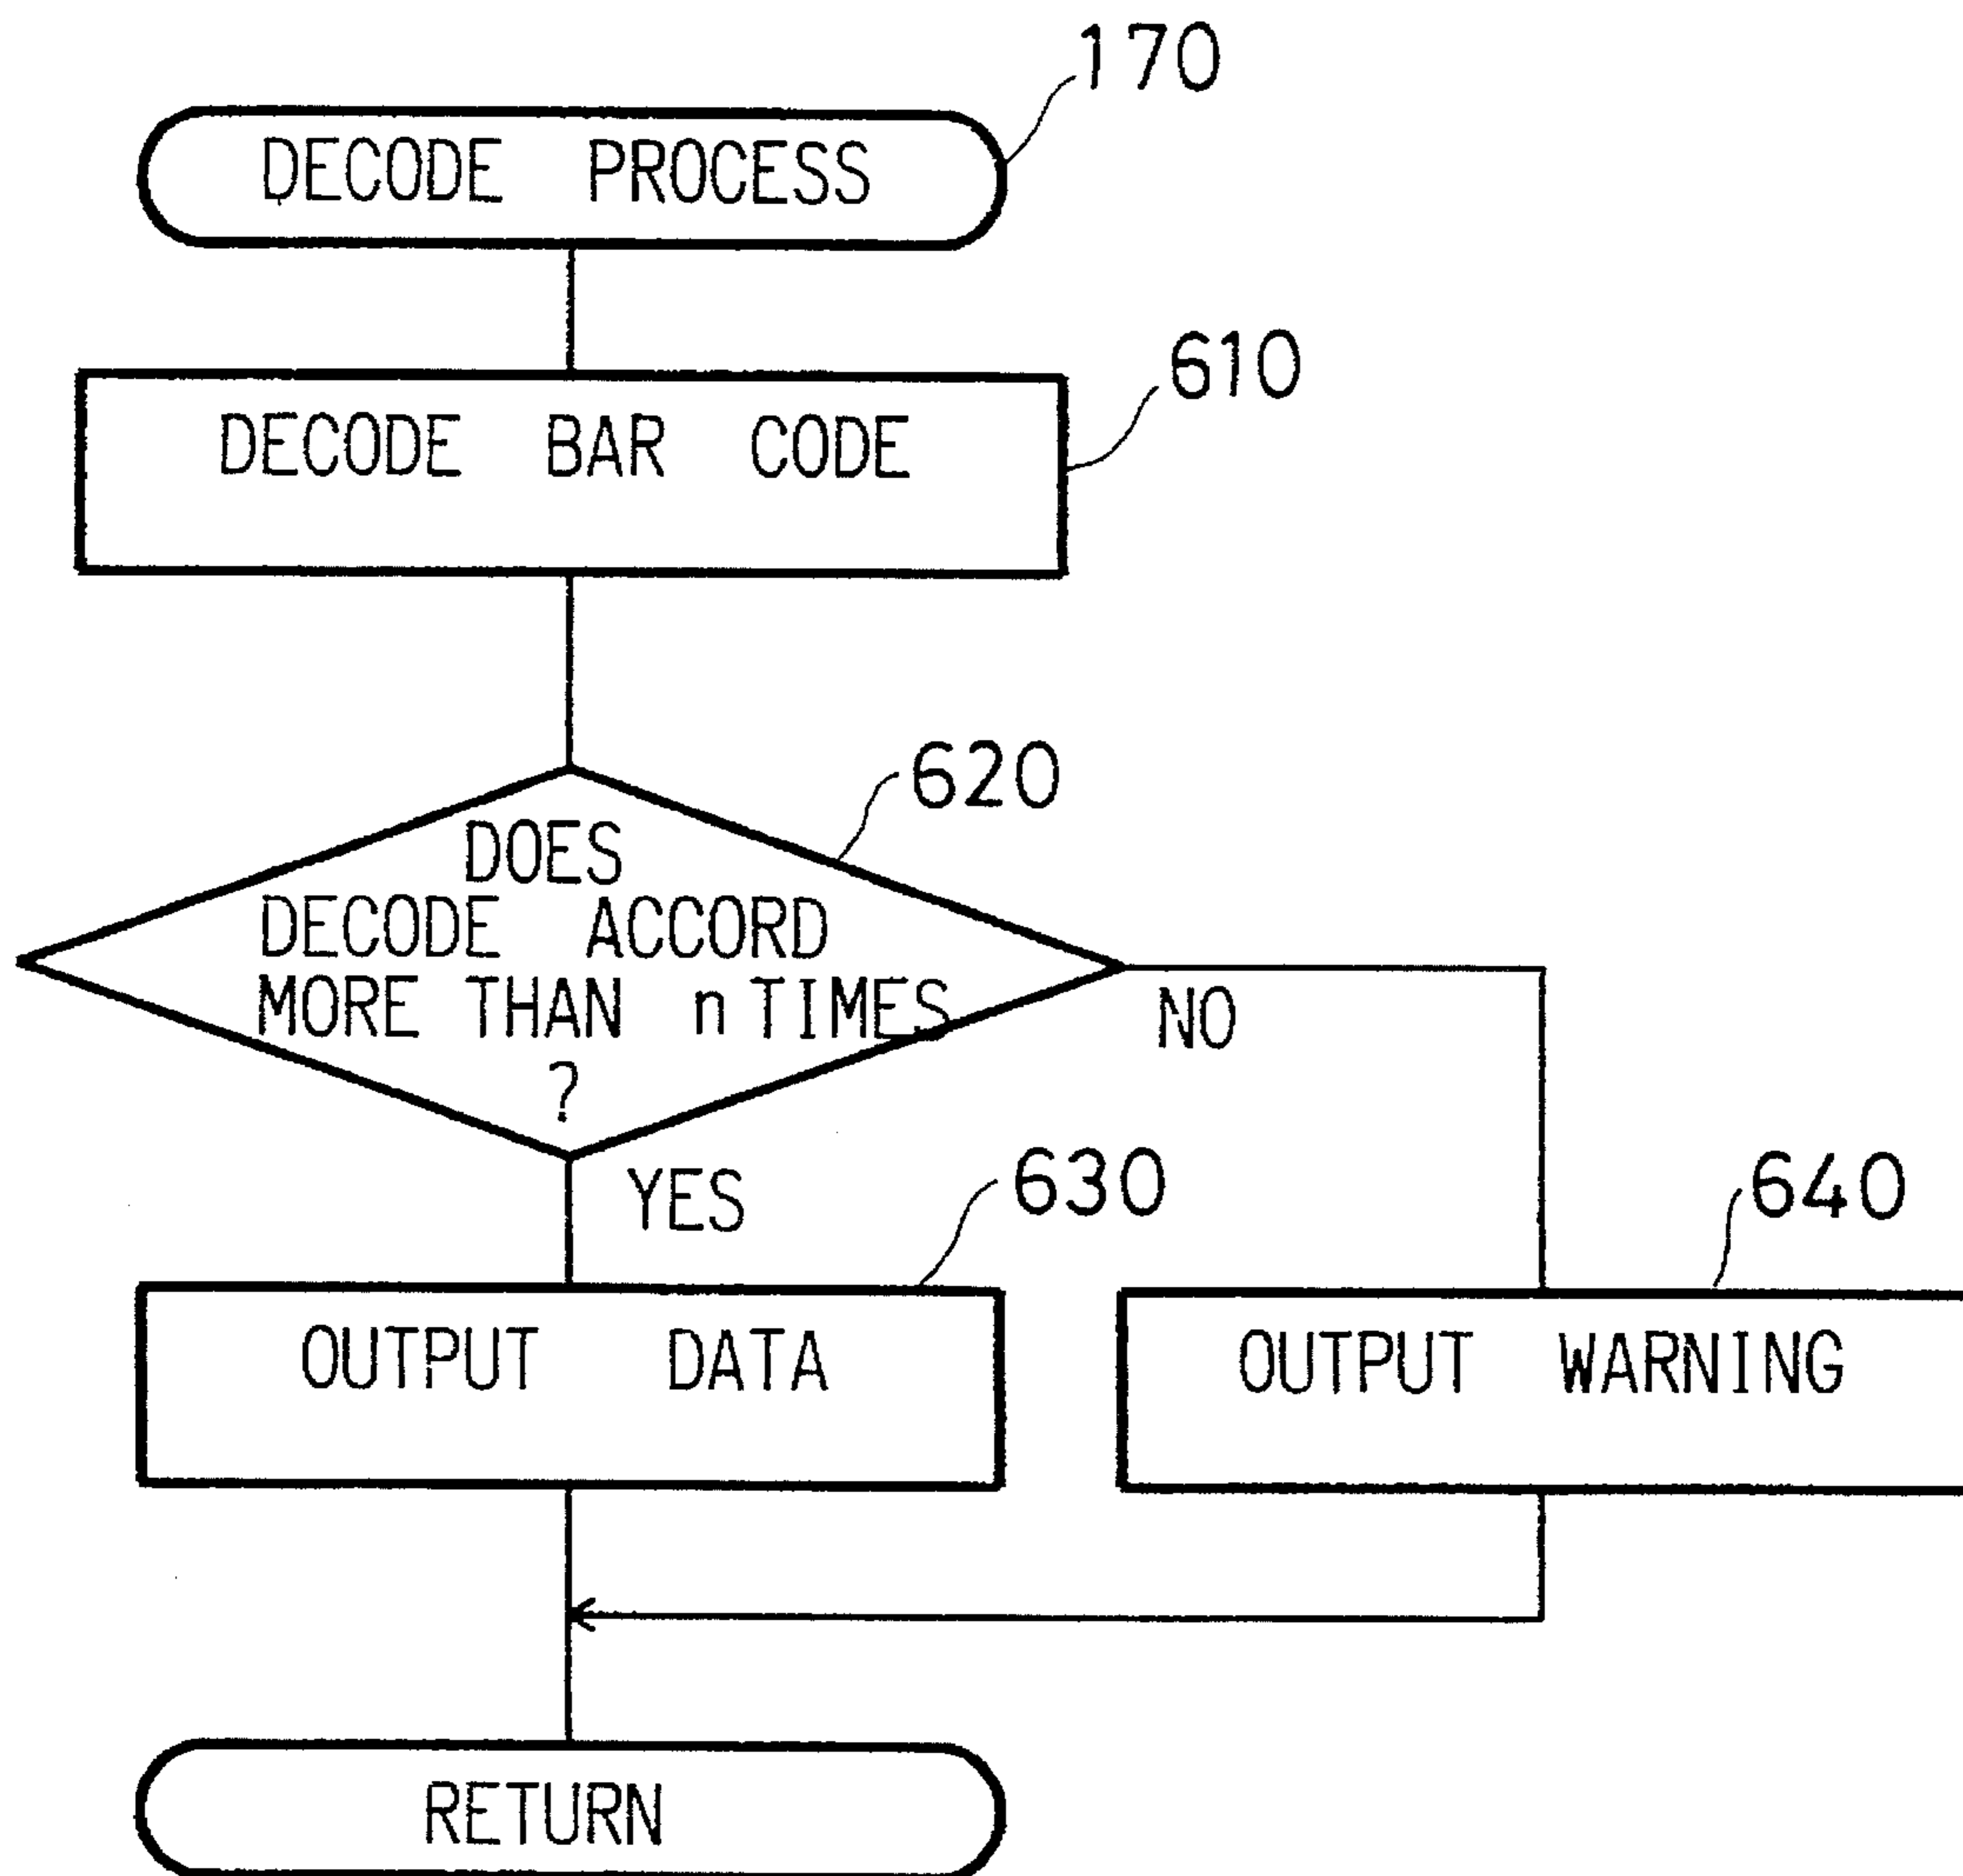 170
DECODE PROCESS
610
DECODE BAR CODE
620
DOES
DECODE ACCORD
MORE THAN n TIMES
?
NO
YES
630
640
OUTPUT DATA
OUTPUT WARNING
RETURN